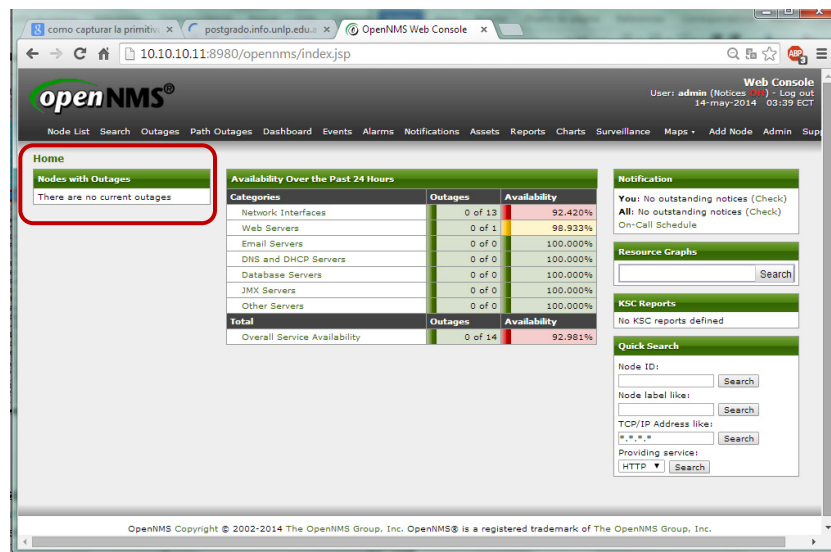 como capturar la primitiv
postgrado.info.unlp.edu.a
OpenNMS Web Console
10.10.10.11:8980/opennms/index.jsp
ABP
3
openNMS®
Web Console
User: admin (Notices On) - Log out
14-may-2014 03:39 ECT
Node List Search Outages Path Outages Dashboard Events Alarms Notifications Assets Reports Charts Surveillance Maps Add Node Admin Supp
Home
Nodes with Outages
There are no current outages
Availability Over the Past 24 Hours
Categories Outages Availability
Network Interfaces 0 of 13 92.420%
Web Servers 0 of 1 98.933%
Email Servers 0 of 0 100.000%
DNS and DHCP Servers 0 of 0 100.000%
Database Servers 0 of 0 100.000%
JMX Servers 0 of 0 100.000%
Other Servers 0 of 0 100.000%
Total Outages Availability
Overall Service Availability 0 of 14 92.981%
Notification
You: No outstanding notices (Check)
All: No outstanding notices (Check)
On-Call Schedule
Resource Graphs
Search
KSC Reports
No KSC reports defined
Quick Search
Node ID:
Search
Node label like:
Search
TCP/IP Address like:
*.*.*.* Search
Providing service:
HTTP Search
OpenNMS Copyright © 2002-2014 The OpenNMS Group, Inc. OpenNMS® is a registered trademark of The OpenNMS Group, Inc.